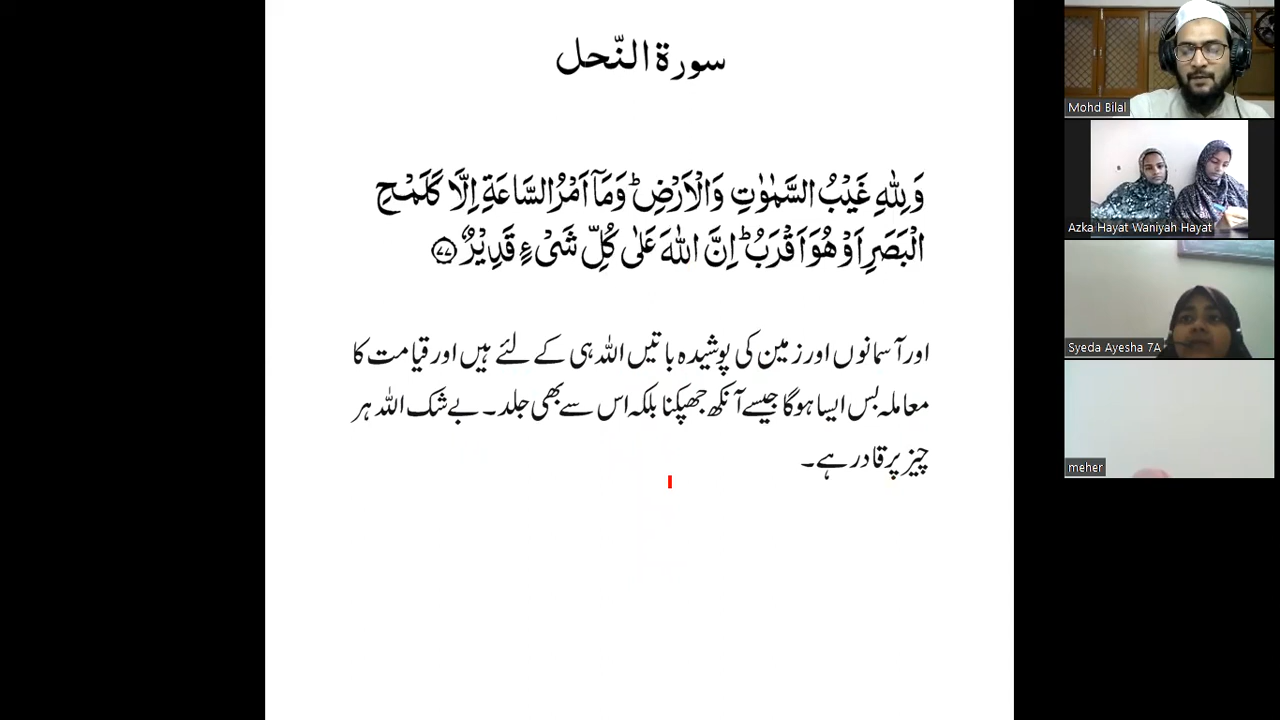 سورة النّحل
وَلِلّٰهِ غَيْبُ السَّمٰوٰتِ وَالْاَرْضِ ؕ وَمَاۤ اَمْرُ السَّاعَةِ اِلَّا كَلَمْحِ
الْبَصَرِ اَوْ هُوَ اَقْرَبُ ؕ اِنَّ اللّٰهَ عَلٰى كُلِّ شَىْءٍ قَدِيْرٌ ﴿۷۷﴾
اور آسمانوں اور زمین کی پوشیدہ باتیں اللہ ہی کے لئے ہیں اور قیامت کا
معاملہ بس ایسا ہوگا جیسے آنکھ جھپکنا بلکہ اس سے بھی جلد۔ بے شک اللہ ہر
چیز پر قادر ہے۔
Mohd Bilal
Azka Hayat Waniyah Hayat
Syeda Ayesha 7A
meher